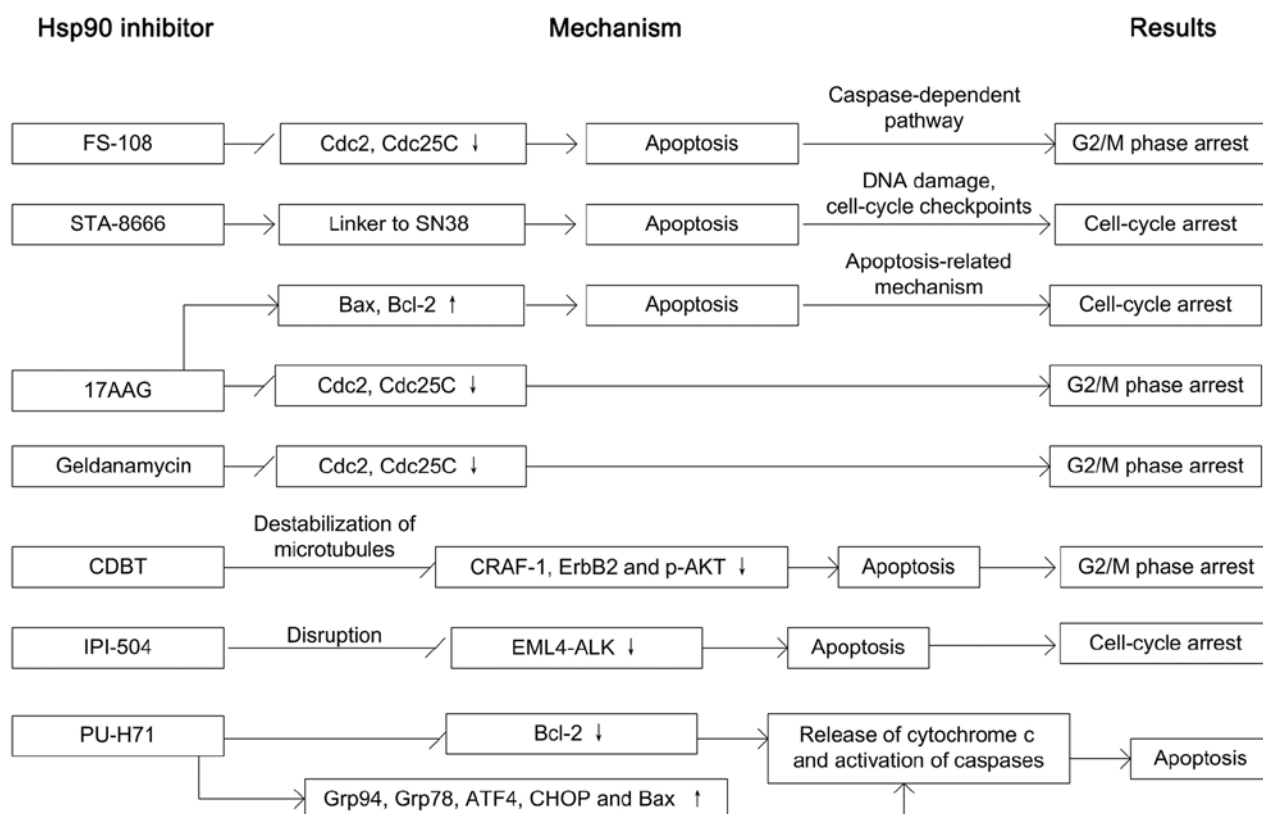 Hsp90 inhibitor Mechanism Results
Caspase-dependent
pathway
FS-108 Cdc2, Cdc25C ↓ Apoptosis G2/M phase arrest
DNA damage,
cell-cycle checkpoints
STA-8666 Linker to SN38 Apoptosis Cell-cycle arrest
Apoptosis-related
mechanism
Bax, Bcl-2 ↑ Apoptosis Cell-cycle arrest
17AAG Cdc2, Cdc25C ↓ G2/M phase arrest
Geldanamycin Cdc2, Cdc25C ↓ G2/M phase arrest
Destabilization of
microtubules
CDBT CRAF-1, ErbB2 and p-AKT ↓ Apoptosis G2/M phase arrest
Disruption
IPI-504 EML4-ALK ↓ Apoptosis Cell-cycle arrest
PU-H71 Bcl-2 ↓ Release of cytochrome c
and activation of caspases Apoptosis
Grp94, Grp78, ATF4, CHOP and Bax ↑